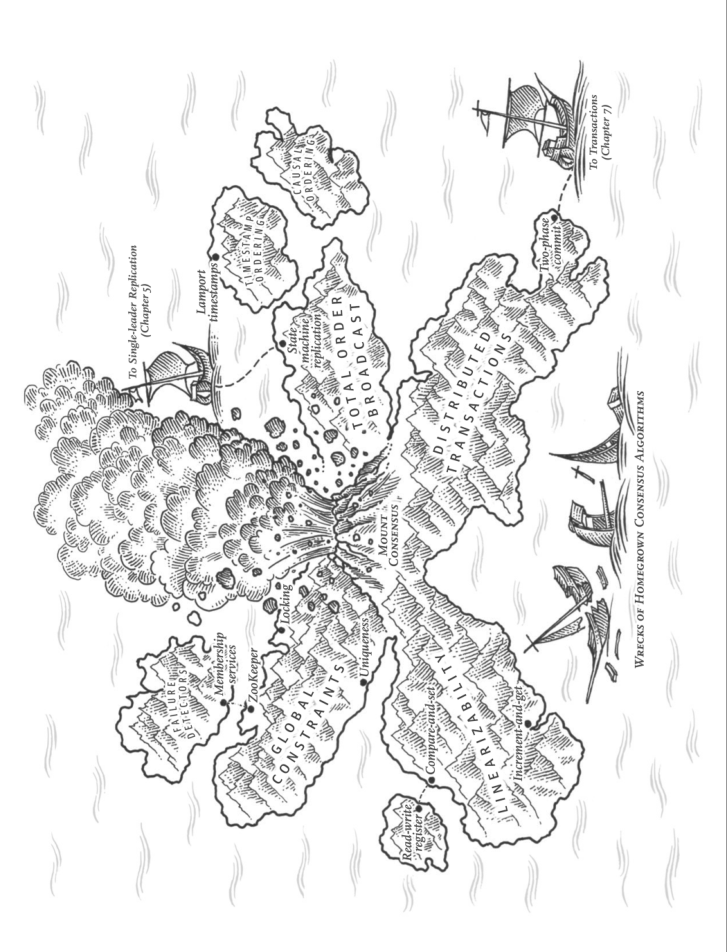 To Single-leader Replication
(Chapter 5)
FAILURE
DETECTORS
Membership
services
ZooKeeper
Locking
GLOBAL
CONSTRAINTS
Uniqueness
MOUNT
CONSENSUS
Lamport
timestamps
TIMESTAMP
ORDERING
CAUSAL
ORDERING
State
machine
replication
TOTAL ORDER
BROADCAST
Read-write
register
Compare-and-set
LINEARIZABILITY
Increment-and-get
DISTRIBUTED
TRANSACTIONS
Two-phase
commit
To Transactions
(Chapter 7)
WRECKS OF HOMEGROWN CONSENSUS ALGORITHMS